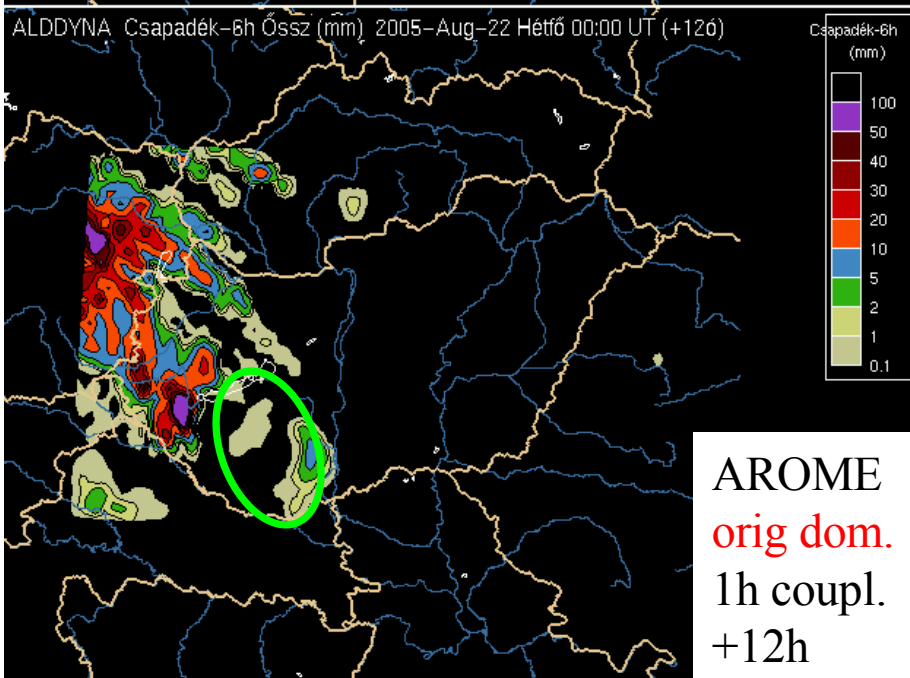 ALDDYNA Csapadék-6h Össz (mm) 2005-Aug-22 Hétfő 00:00 UT (+12ó)
Csapadék-6h
(mm)
100
50
40
30
20
10
5
2
1
0.1
AROME
orig dom.
1h coupl.
+12h